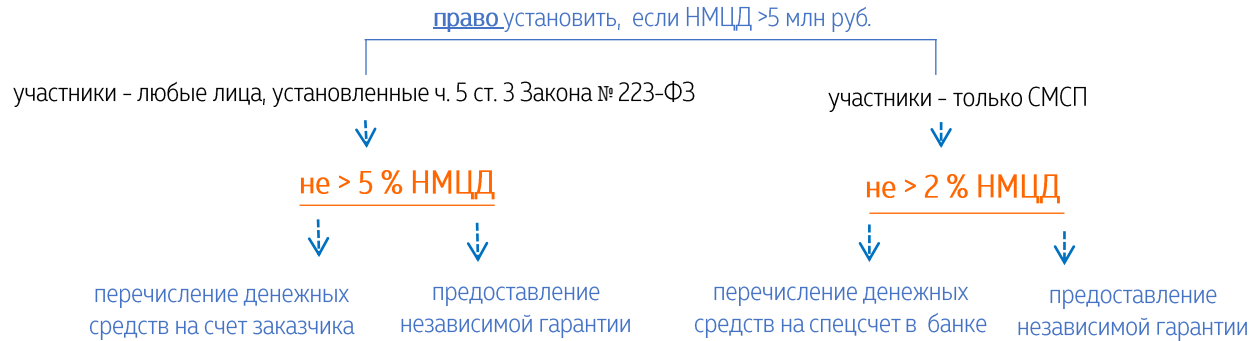 право установить, если НМЦД >5 млн руб.
участники - любые лица, установленные ч. 5 ст. 3 Закона № 223-ФЗ
участники - только СМСП
не > 5 % НМЦД
не > 2 % НМЦД
перечисление денежных
средств на счет заказчика
предоставление
независимой гарантии
перечисление денежных
средств на спецсчет в банке
предоставление
независимой гарантии